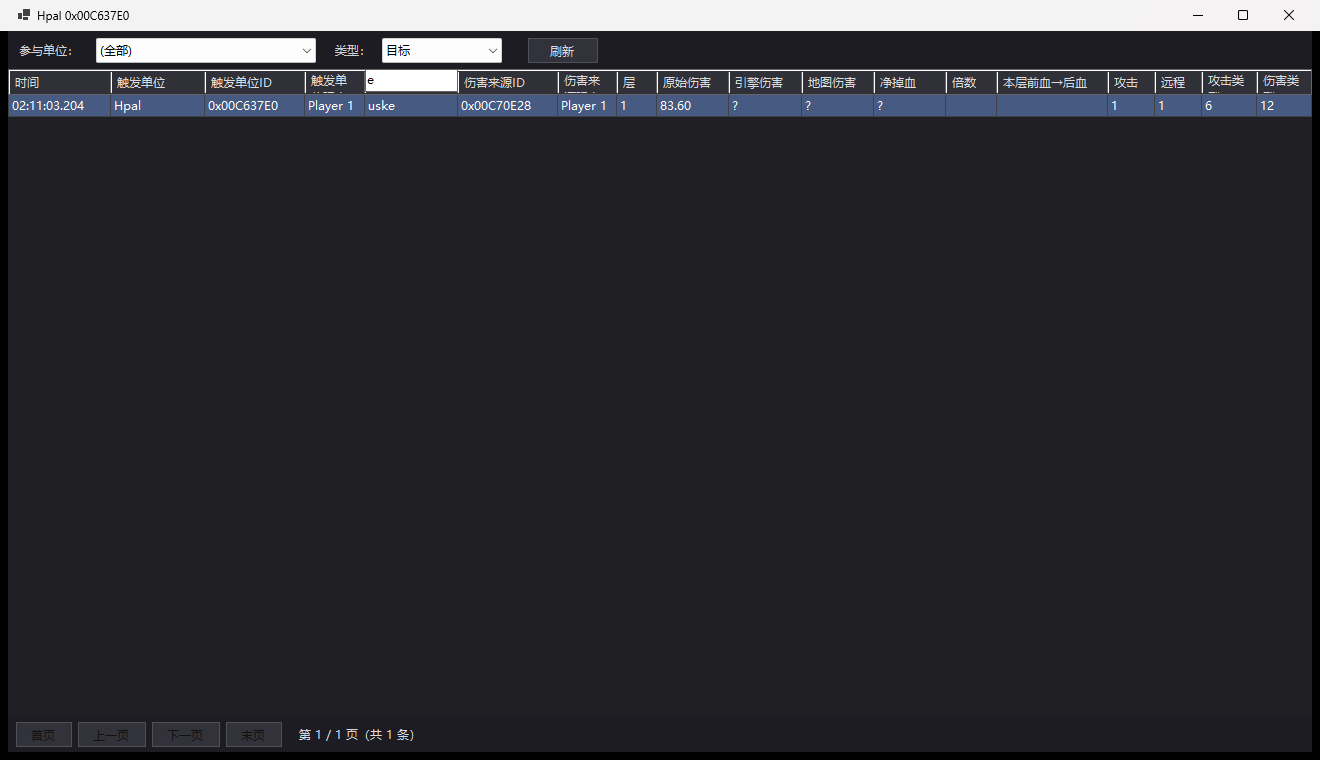 Hpal 0x00C637E0
参与单位: (全部) 类型: 目标 刷新
时间 触发单位 触发单位ID 触发单 e 伤害来源ID 伤害来 层 原始伤害 引擎伤害 地图伤害 净掉血 倍数 本层前血→后血 攻击 远程 攻击类 伤害类
02:11:03.204 Hpal 0x00C637E0 Player 1 uske 0x00C70E28 Player 1 1 83.60 ? ? ? 1 1 6 12
首页 上一页 下一页 末页 第 1 / 1 页 (共 1 条)